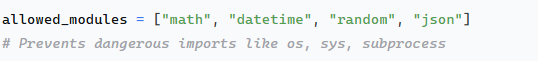 allowed_modules = ["math", "datetime", "random", "json"]
# Prevents dangerous imports like os, sys, subprocess